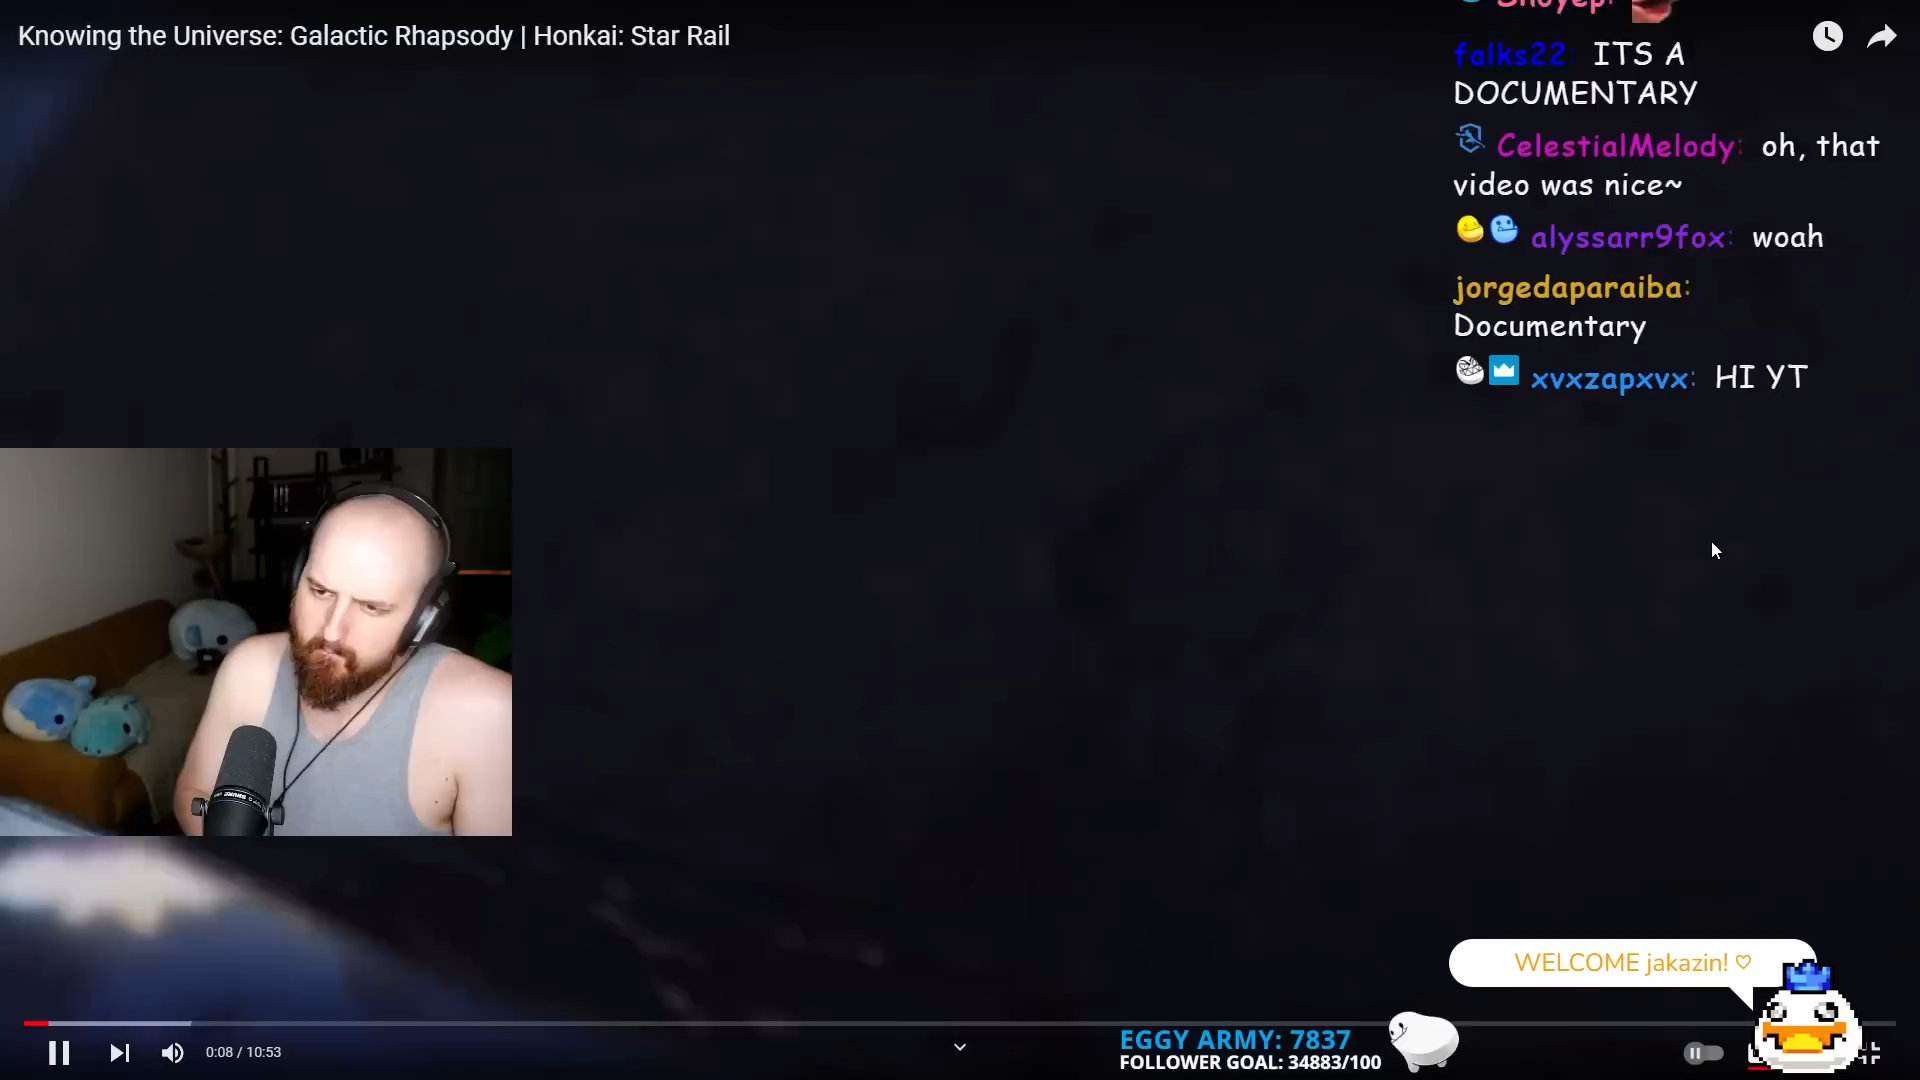 Knowing the Universe: Galactic Rhapsody | Honkai: Star Rail
falks22: ITS A
DOCUMENTARY
CelestialMelody: oh, that
video was nice~
alyssarr9fox: woah
jorgedaparaiba:
Documentary
xvxzapxvx: HI YT
WELCOME jakazin! ♡
EGGY ARMY: 7837
FOLLOWER GOAL: 34883/100
0:08 / 10:53